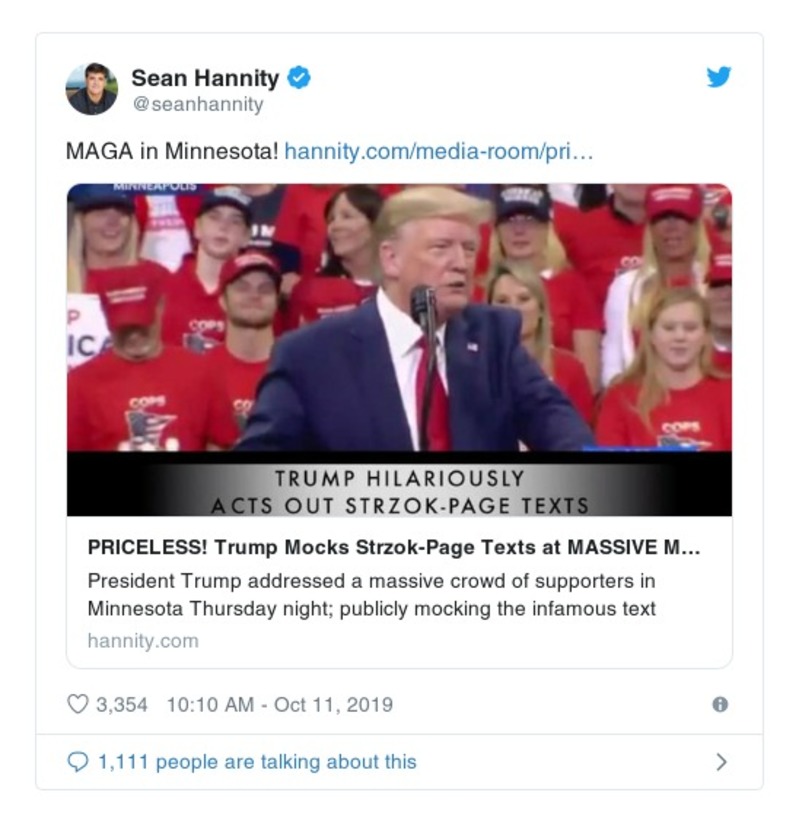 Sean Hannity
@seanhannity
MAGA in Minnesota! hannity.com/media-room/pri…
MINNEAPOLIS
COPS
P
ICA
COPS
COPS
TRUMP HILARIOUSLY
ACTS OUT STRZOK-PAGE TEXTS
PRICELESS! Trump Mocks Strzok-Page Texts at MASSIVE M...
President Trump addressed a massive crowd of supporters in
Minnesota Thursday night; publicly mocking the infamous text
hannity.com
3,354 10:10 AM - Oct 11, 2019
1,111 people are talking about this